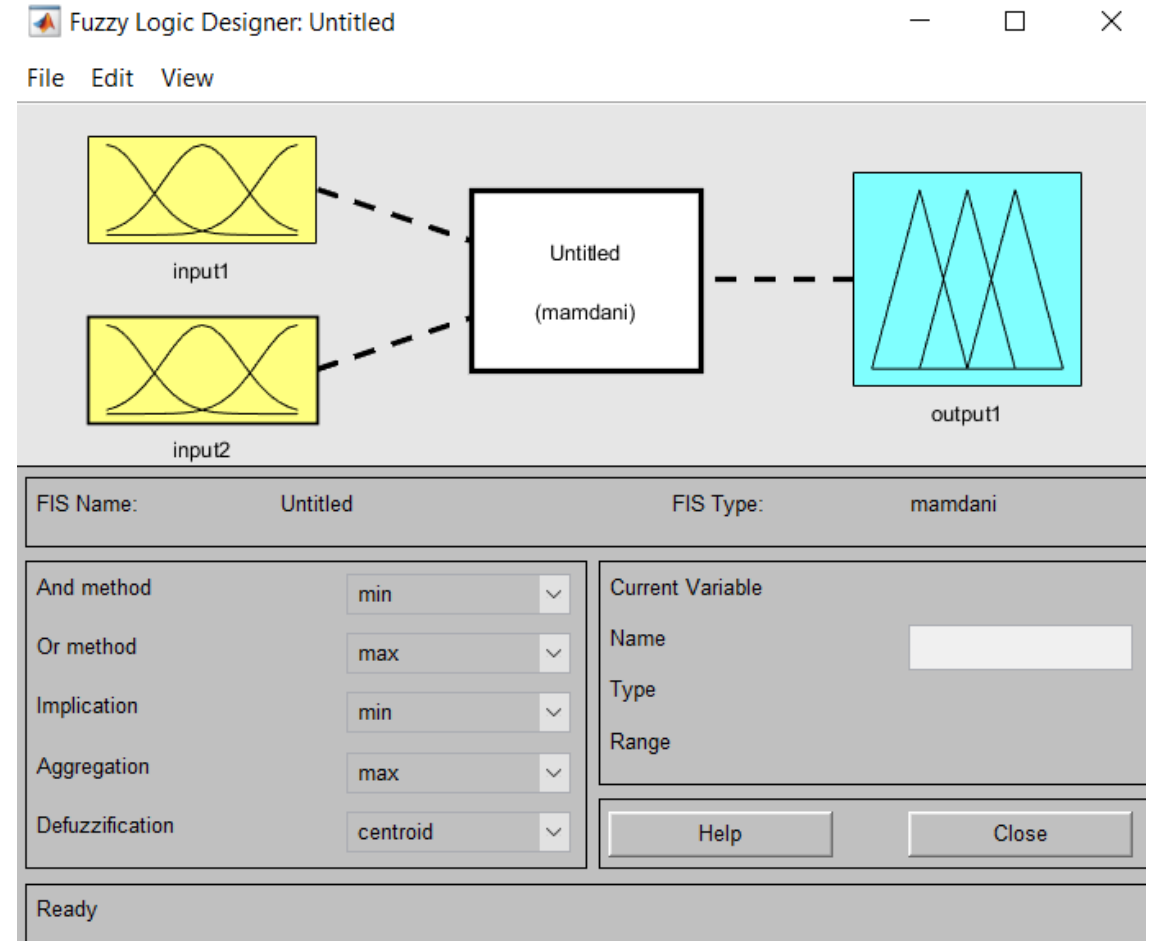 Fuzzy Logic Designer: Untitled
File Edit View
input1
input2
Untitled
(mamdani)
output1
FIS Name: Untitled FIS Type: mamdani
And method min
Or method max
Implication min
Aggregation max
Defuzzification centroid
Current Variable
Name
Type
Range
Help Close
Ready